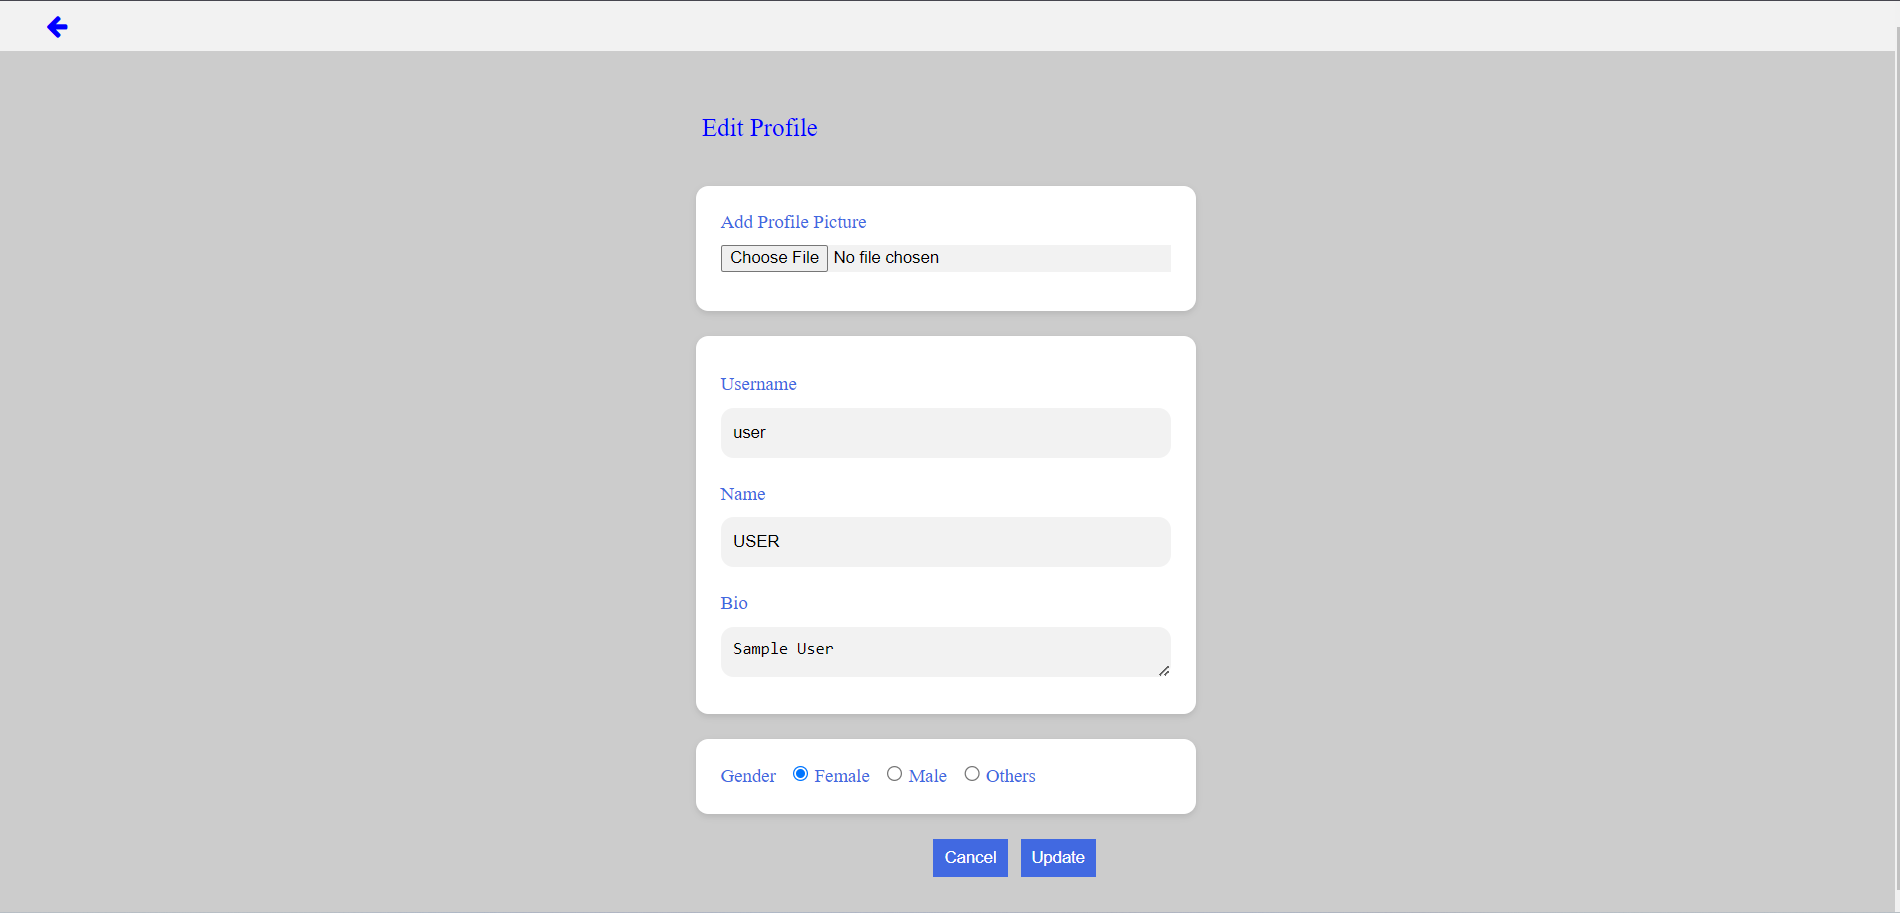 Edit Profile
Add Profile Picture
Choose File No file chosen
Username
user
Name
USER
Bio
Sample User
Gender Female Male Others
Cancel Update